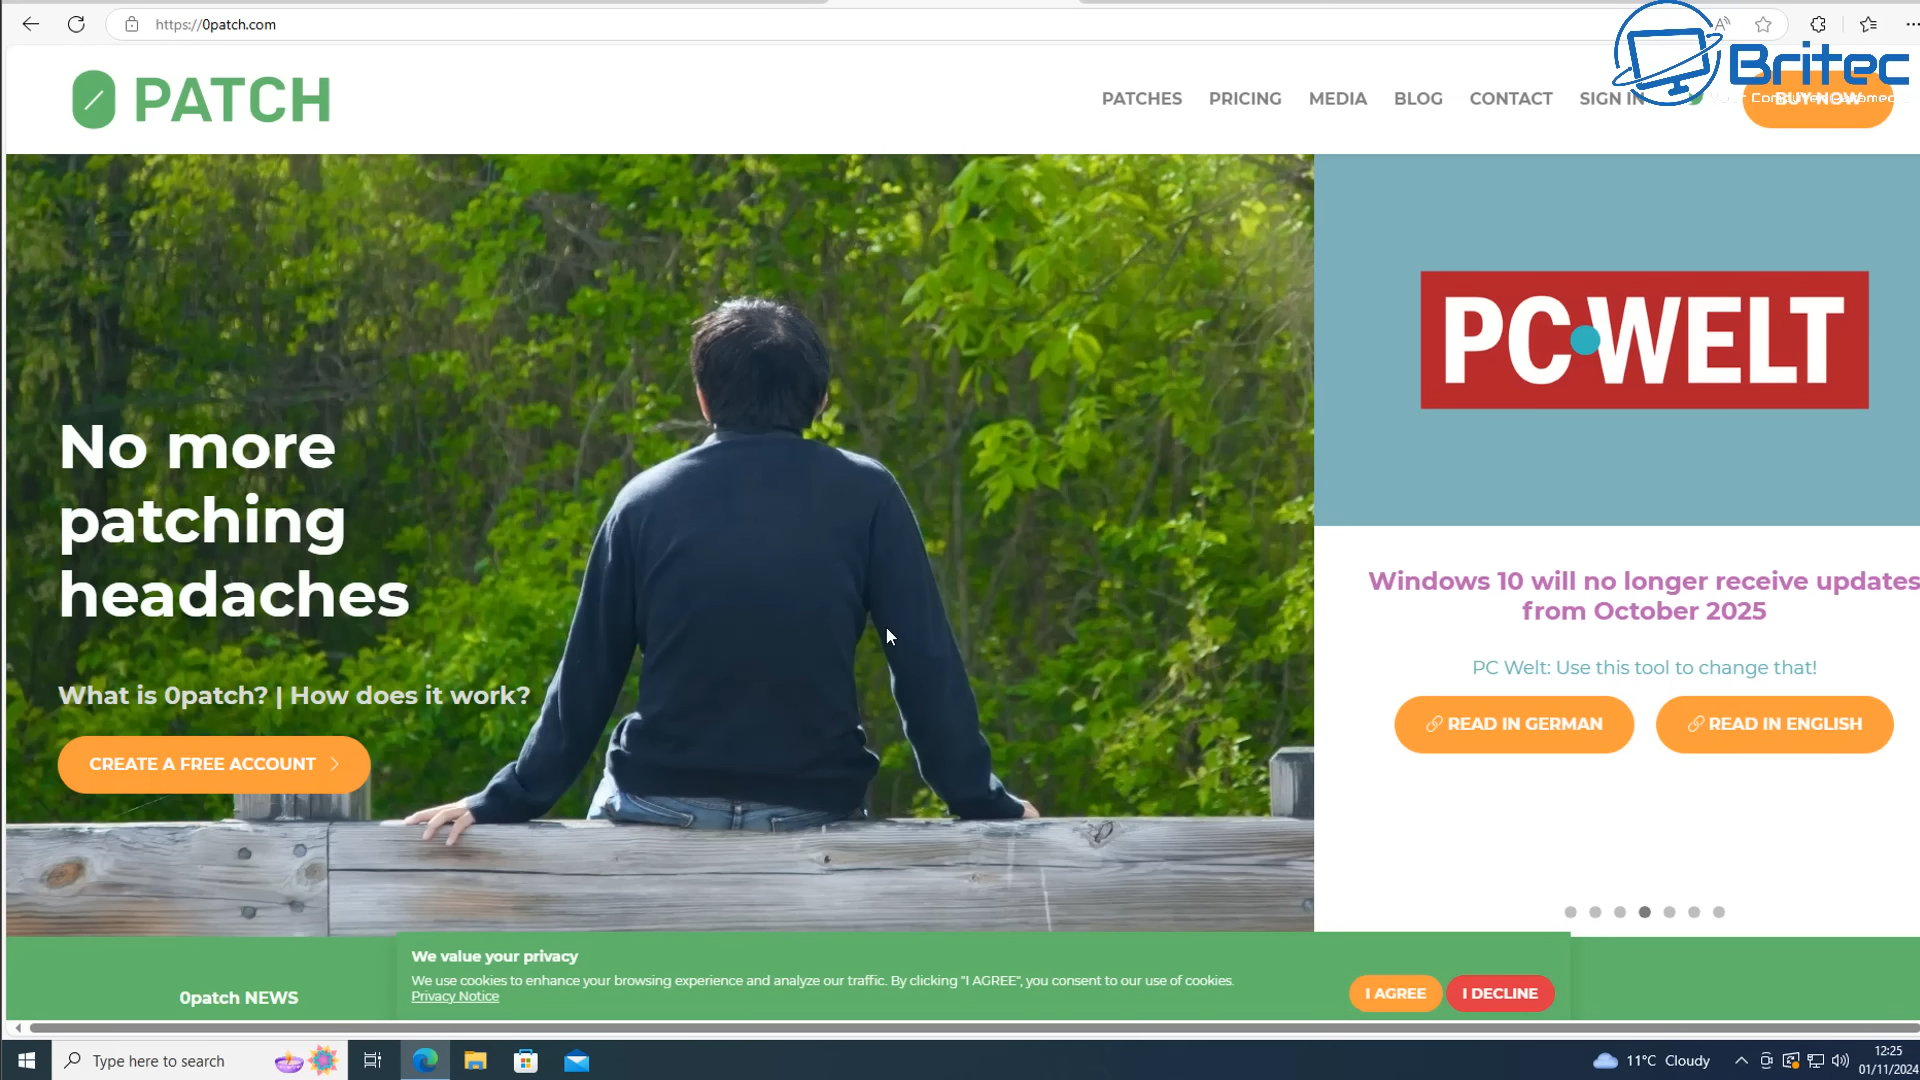 https://0patch.com
Britec
0 PATCH
PATCHES
PRICING
MEDIA
BLOG
CONTACT
SIGN IN
BUY NOW
PC WELT
No more
patching
headaches
Windows 10 will no longer receive updates
from October 2025
PC Welt: Use this tool to change that!
READ IN GERMAN
READ IN ENGLISH
What is 0patch? | How does it work?
CREATE A FREE ACCOUNT
We value your privacy
We use cookies to enhance your browsing experience and analyze our traffic. By clicking "I AGREE", you consent to our use of cookies.
Privacy Notice
I AGREE
I DECLINE
0patch NEWS
Type here to search
11°C Cloudy
12:25
01/11/2024